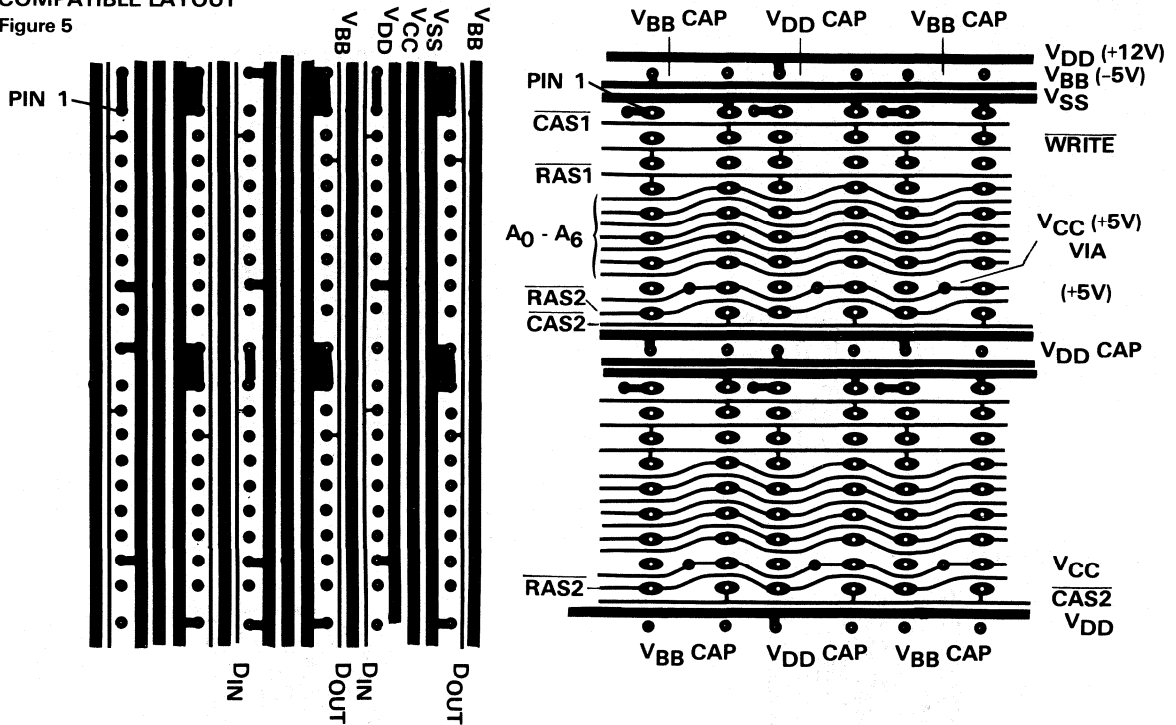 COMPATIBLE LAYOUT
Figure 5
VBB
VDD
VCC
VSS
VBB
PIN 1
DIN
DOUT
DIN
DOUT
VBB CAP
VDD CAP
VBB CAP
VDD (+12V)
VBB (-5V)
VSS
PIN 1
CAS1
WRITE
RAS1
A0 - A6
VCC (+5V)
VIA
(+5V)
RAS2
CAS2
VDD CAP
VCC
RAS2
CAS2
VDD
VBB CAP
VDD CAP
VBB CAP